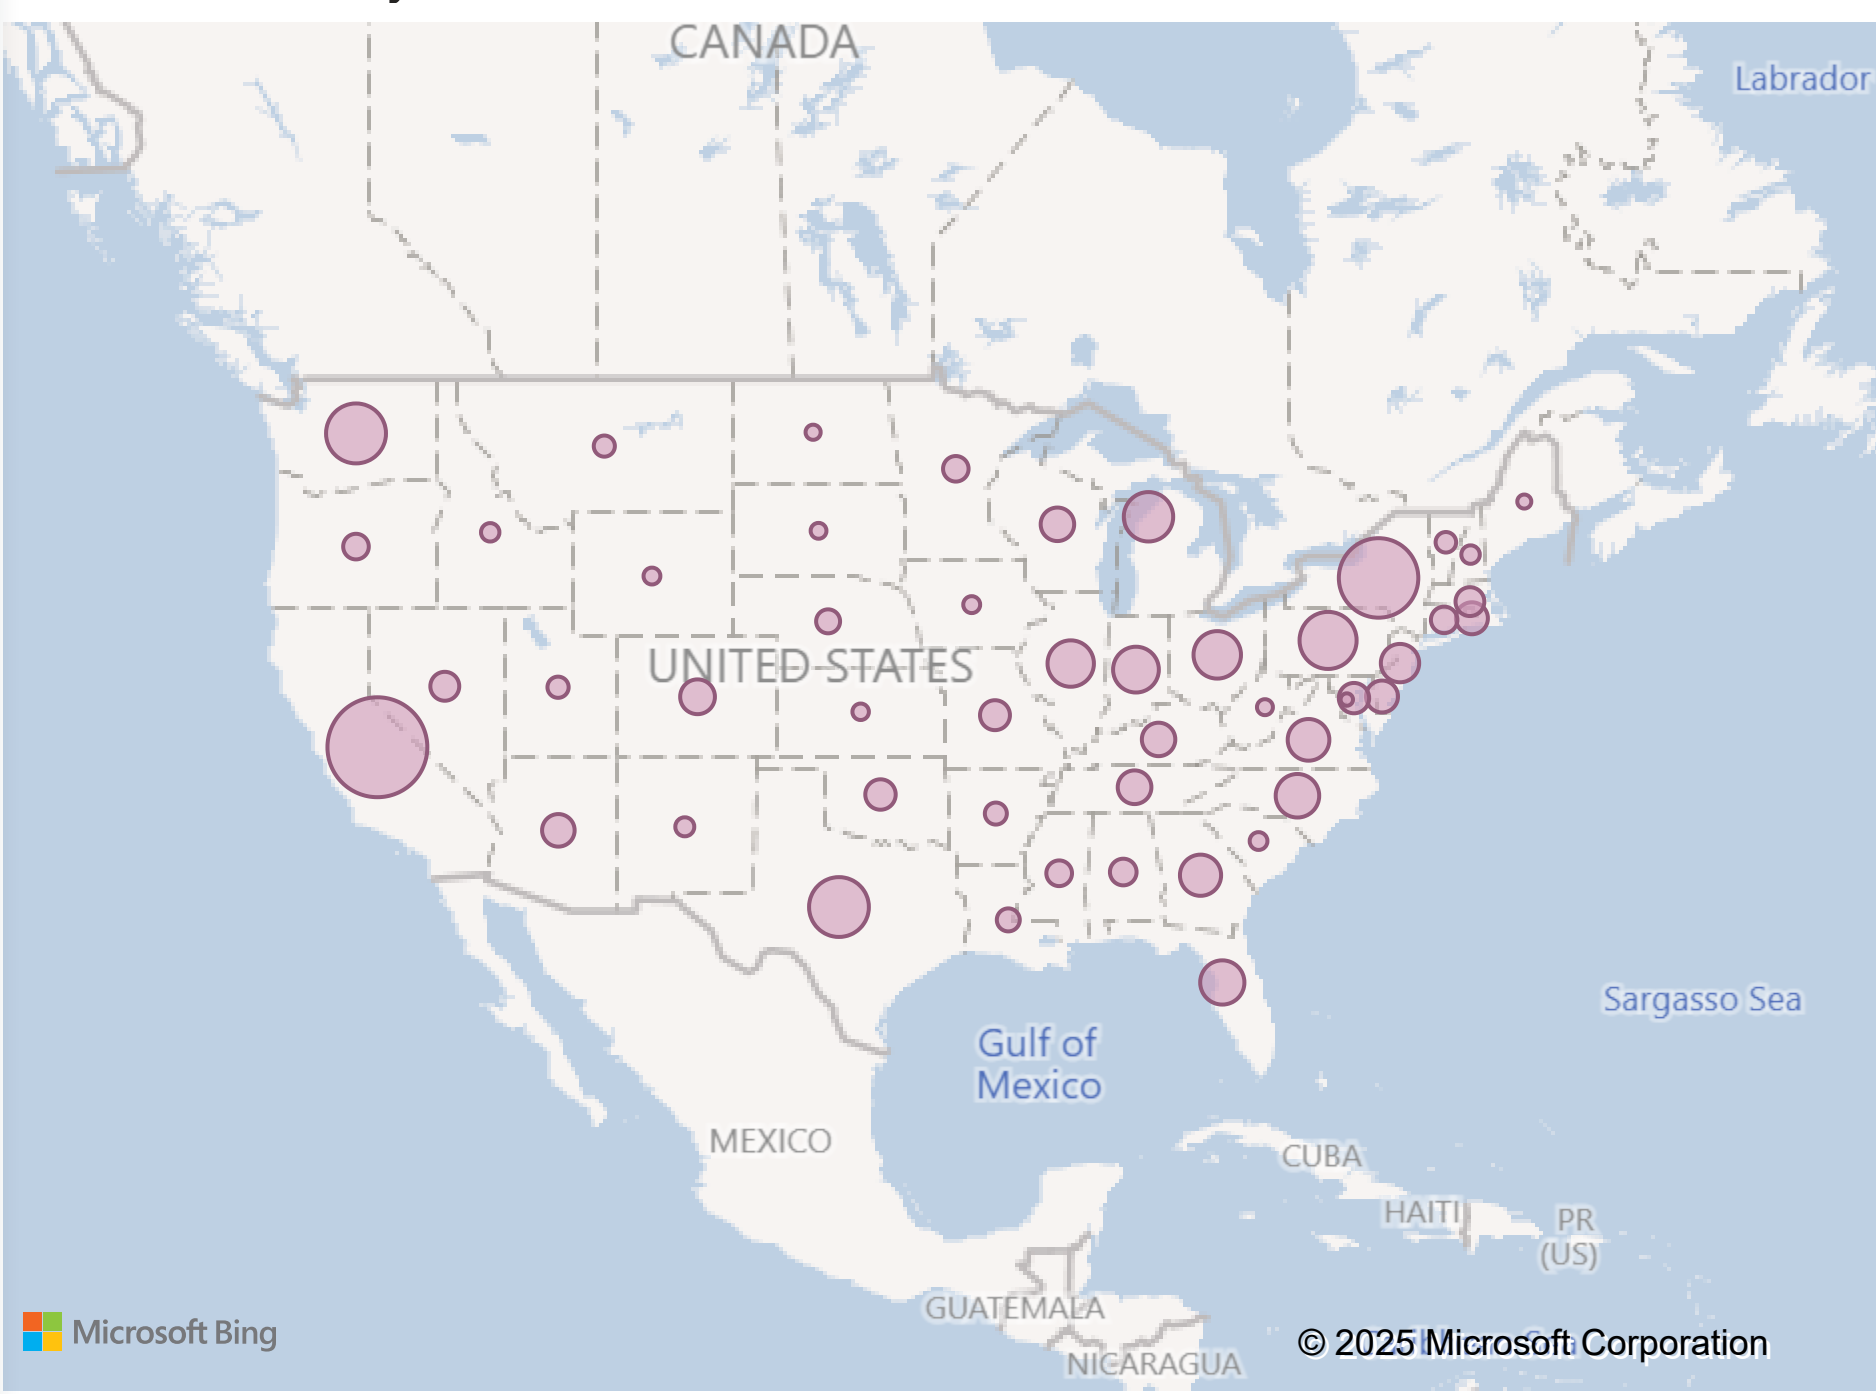 CANADA
Labrador
UNITED STATES
Sargasso Sea
Gulf of
Mexico
MEXICO
CUBA
HAITI
PR
(US)
GUATEMALA
Microsoft Bing
© 2025 Microsoft Corporation
NICARAGUA